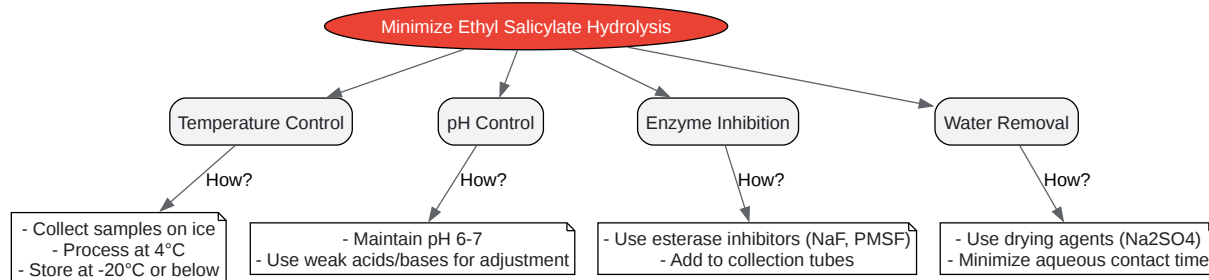 Minimize Ethyl Salicylate Hydrolysis
Temperature Control
pH Control
Enzyme Inhibition
Water Removal
How?
How?
How?
How?
- Collect samples on ice
- Process at 4°C
- Store at -20°C or below
- Maintain pH 6-7
- Use weak acids/bases for adjustment
- Use esterase inhibitors (NaF, PMSF)
- Add to collection tubes
- Use drying agents (Na2SO4)
- Minimize aqueous contact time